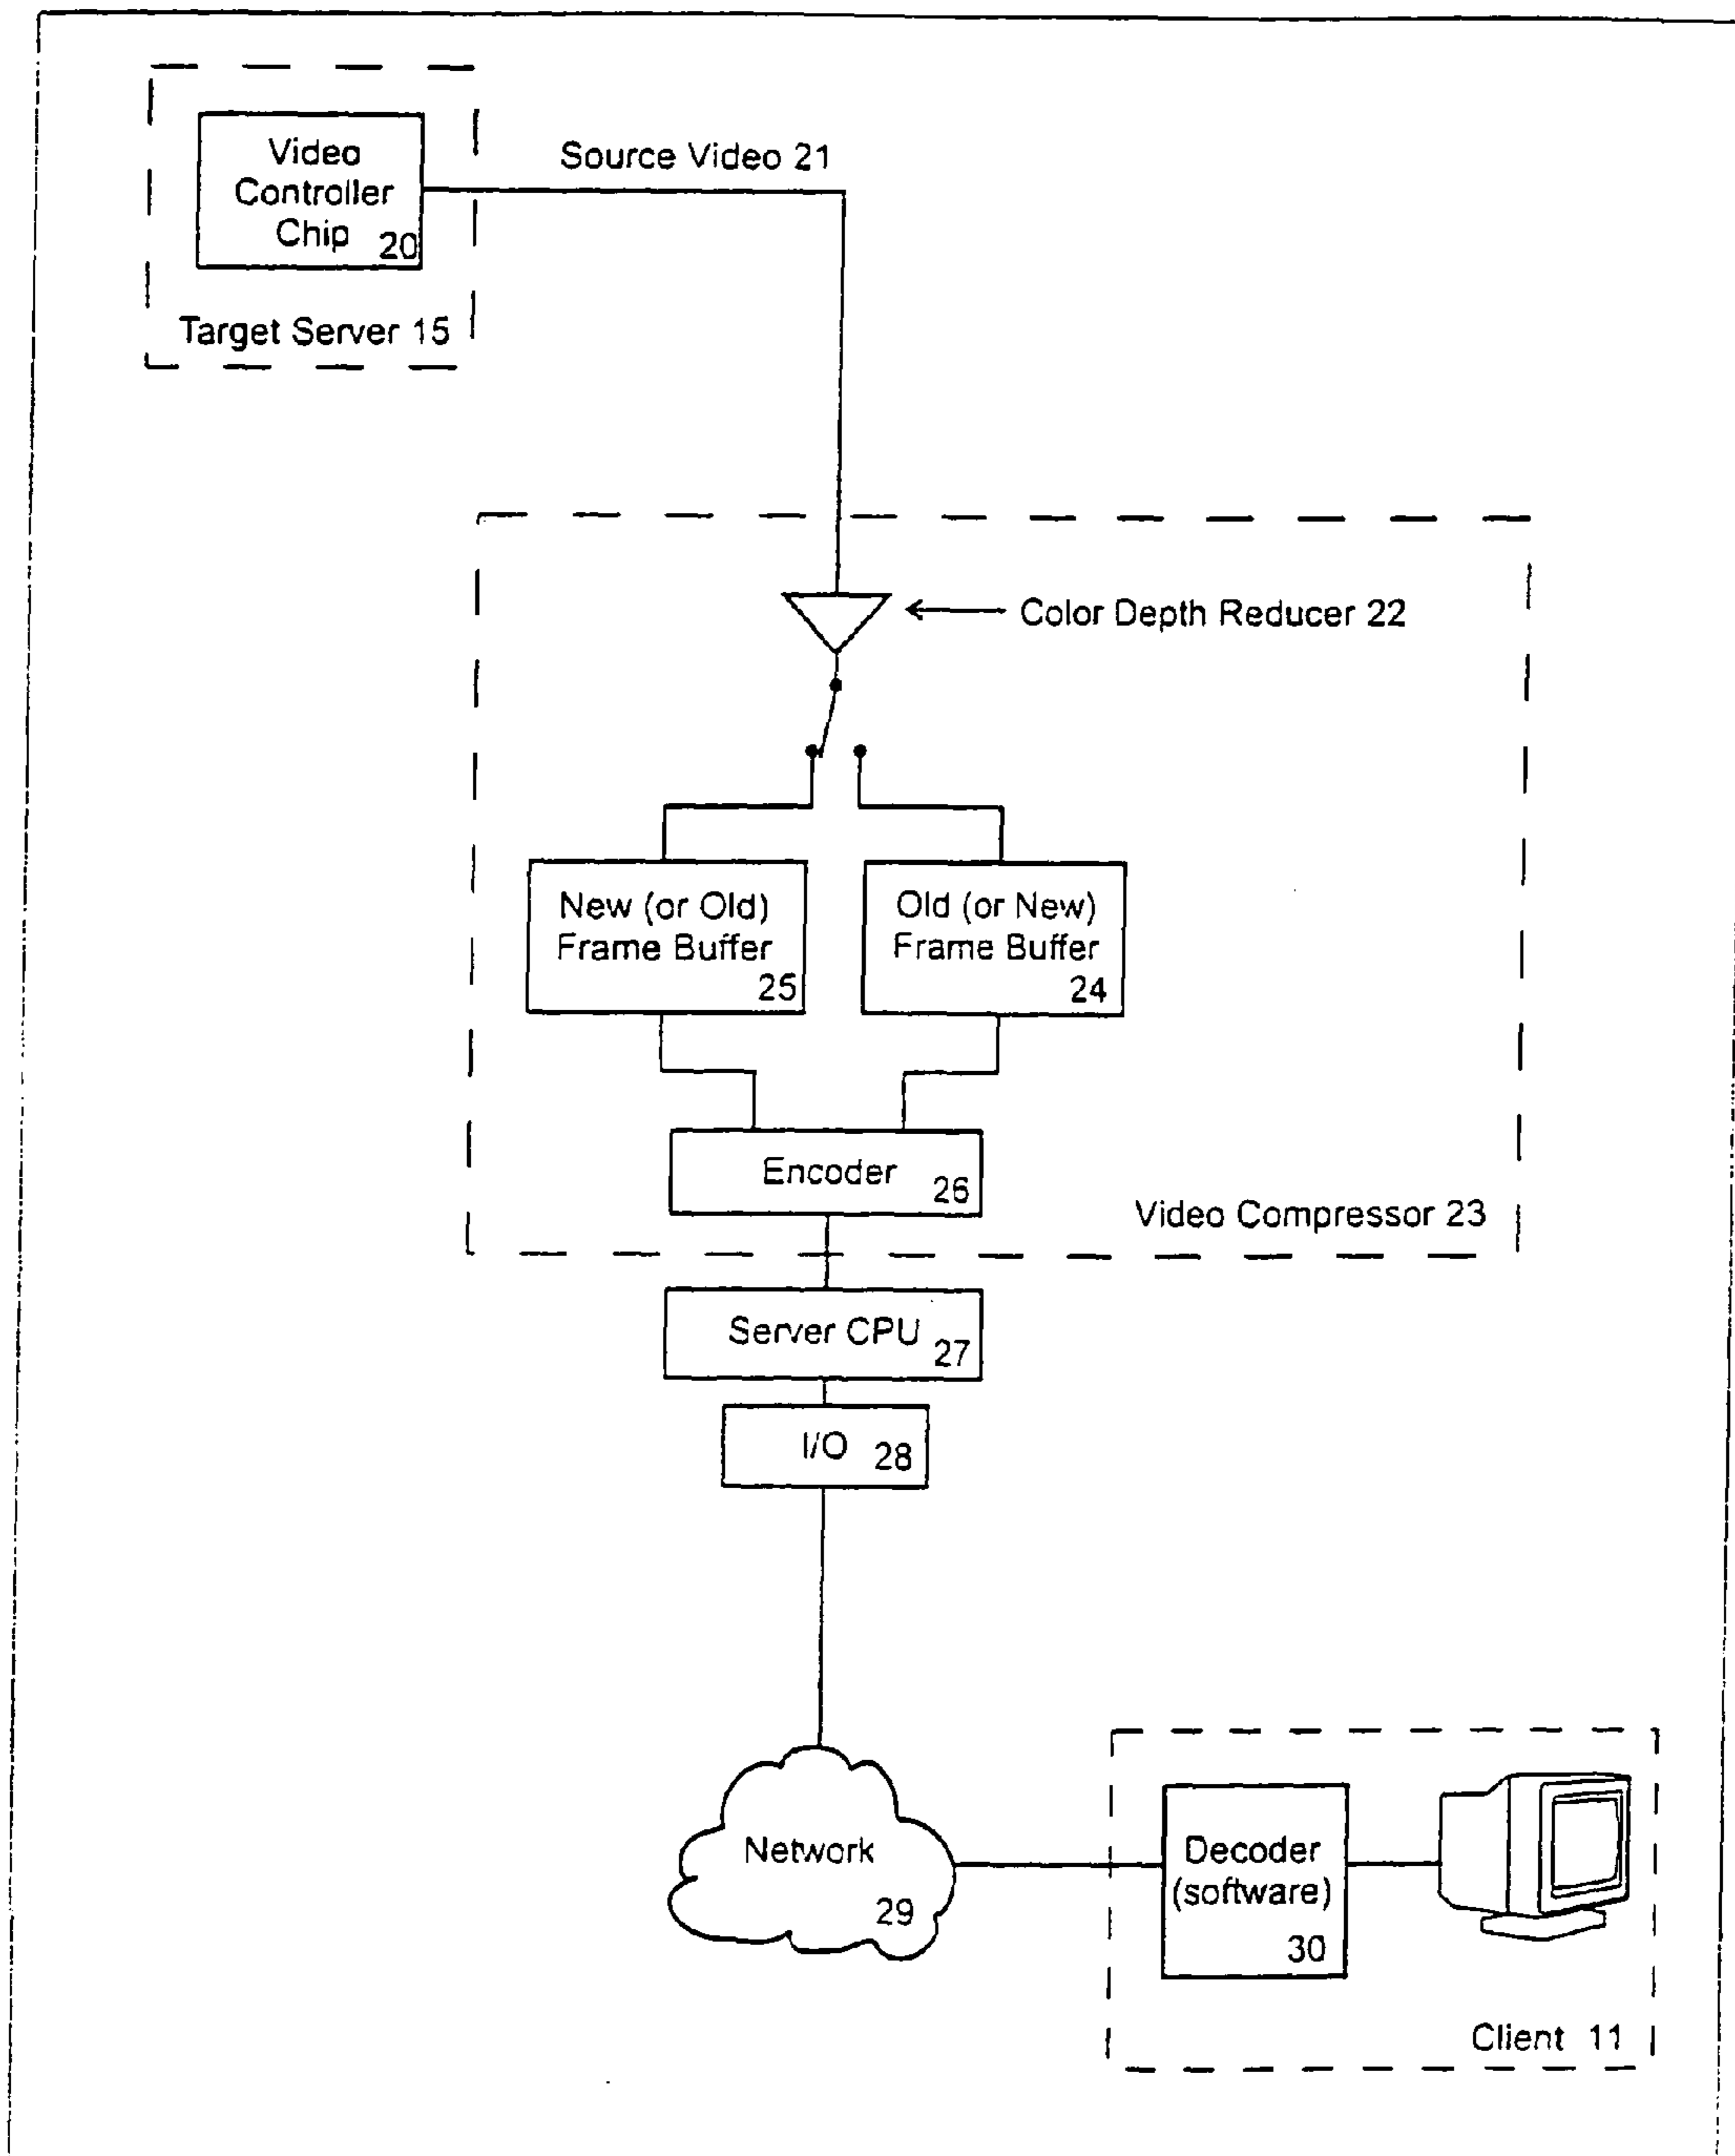 Video
Controller
Chip 20
Source Video 21
Target Server 15
Color Depth Reducer 22
New (or Old)
Frame Buffer
25
Old (or New)
Frame Buffer
24
Encoder 26
Video Compressor 23
Server CPU 27
I/O 28
Network
29
Decoder
(software)
30
Client 11